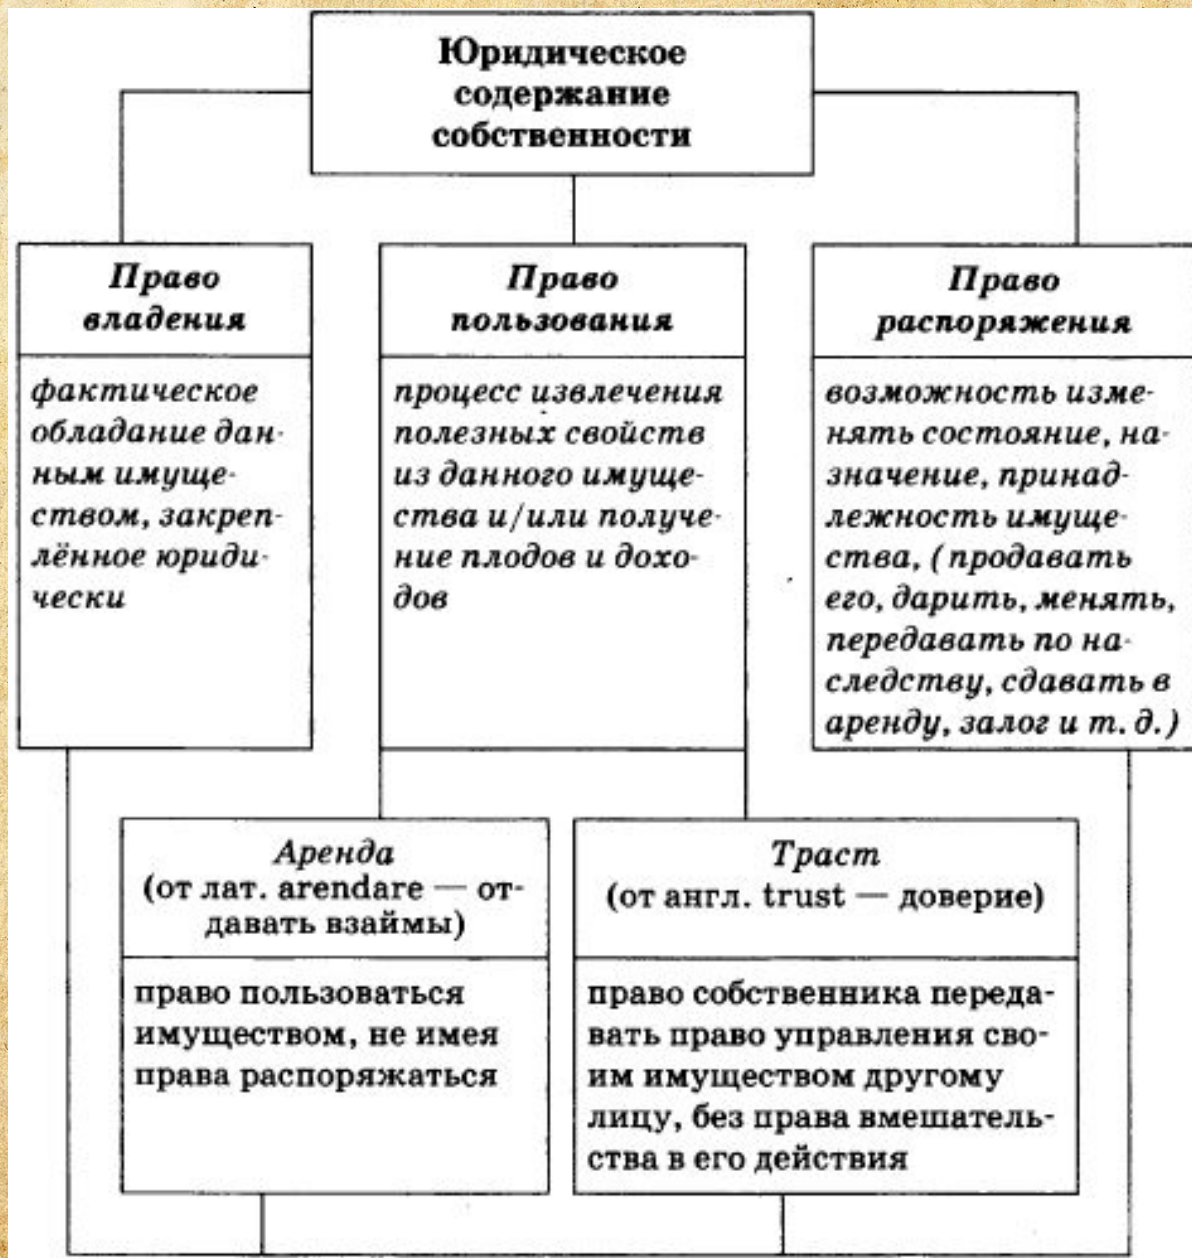 Юридическое
содержание
собственности
Право
владения
фактическое
обладание дан-
ным имуще-
ством, закреп-
лённое юриди-
чески
Право
пользования
процесс извлечения
полезных свойств
из данного имуще-
ства и/или получе-
ние плодов и дохо-
дов
Право
распоряжения
возможность изме-
нять состояние, на-
значение, принад-
лежность имуще-
ства, (продавать
его, дарить, менять,
передавать по на-
следству, сдавать в
аренду, залог и т. д.)
Аренда
(от лат. arendare — от-
давать взаймы)
право пользоваться
имуществом, не имея
права распоряжаться
Траст
(от англ. trust — доверие)
право собственника переда-
вать право управления сво-
им имуществом другому
лицу, без права вмешатель-
ства в его действия